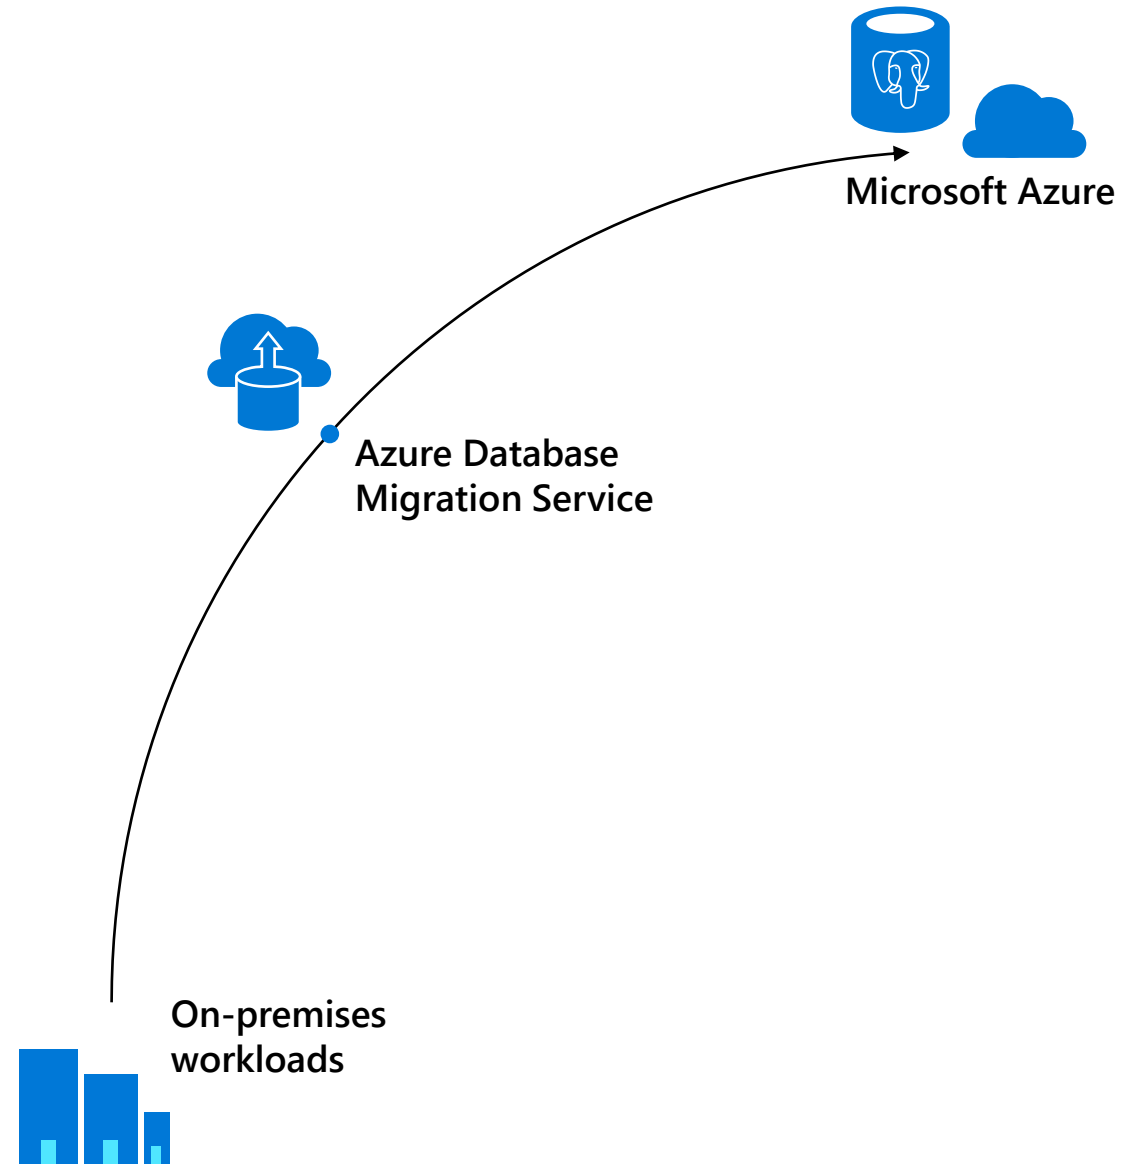 Microsoft Azure
Azure Database
Migration Service
On-premises
workloads